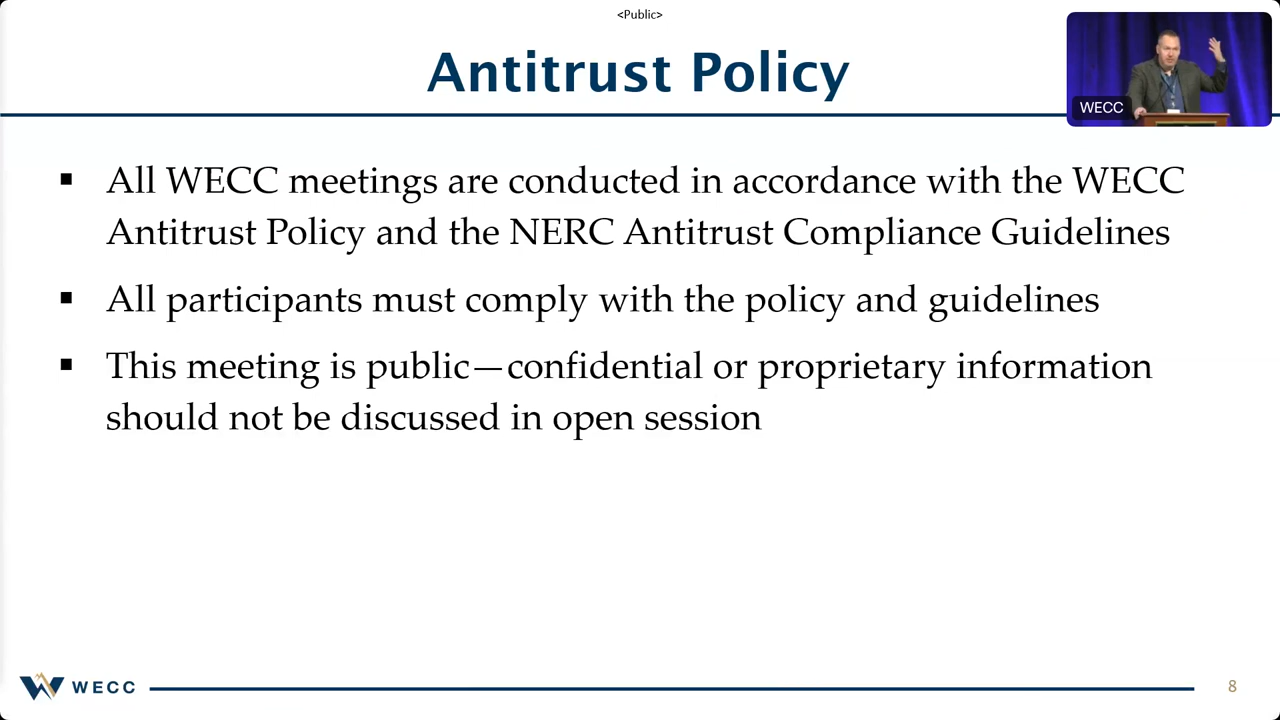 <Public>
Antitrust Policy
WECC
▪ All WECC meetings are conducted in accordance with the WECC
Antitrust Policy and the NERC Antitrust Compliance Guidelines
▪ All participants must comply with the policy and guidelines
▪ This meeting is public—confidential or proprietary information
should not be discussed in open session
WECC
8